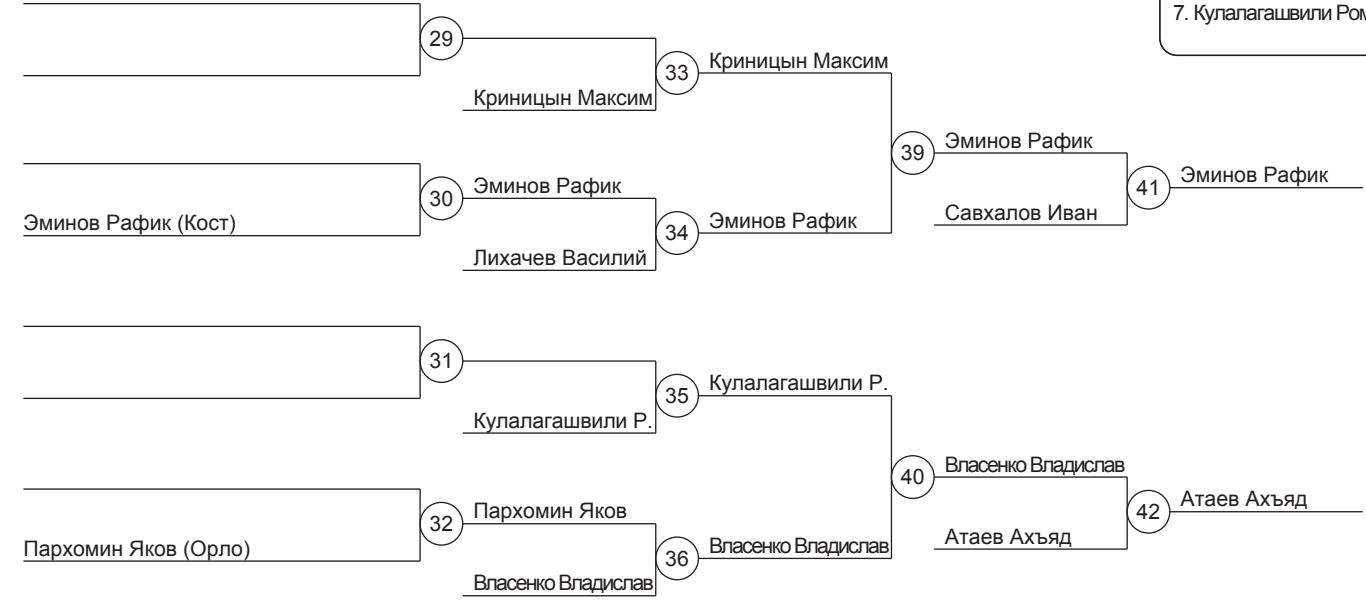 7. Кулалагашвили Ром
29
33
Криницын Максим
Криницын Максим
39
Эминов Рафик
30
Эминов Рафик
41
Эминов Рафик
Эминов Рафик (Кост)
34
Эминов Рафик
Савхалов Иван
Лихачев Василий
31
35
Кулалагашвили Р.
Кулалагашвили Р.
40
Власенко Владислав
32
Пархомин Яков
42
Атаев Ахъяд
Пархомин Яков (Орло)
36
Власенко Владислав
Атаев Ахъяд
Власенко Владислав